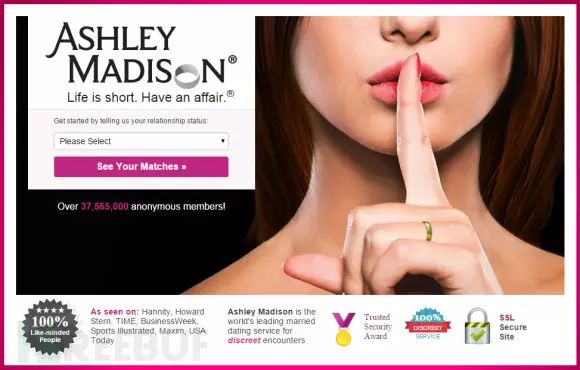 ASHLEY
MADISON®
Life is short. Have an affair.®
Get started by telling us your relationship status:
Please Select
See Your Matches »
Over 37,565,000 anonymous members!
100%
Like-minded
People
As seen on: Hannity, Howard
Stern, TIME, BusinessWeek,
Sports Illustrated, Maxim, USA
Today
Ashley Madison is the
world's leading married
dating service for
discreet encounters
Trusted
Security
Award
100%
DISCREET
SERVICE
SSL
Secure
Site
REEBUF